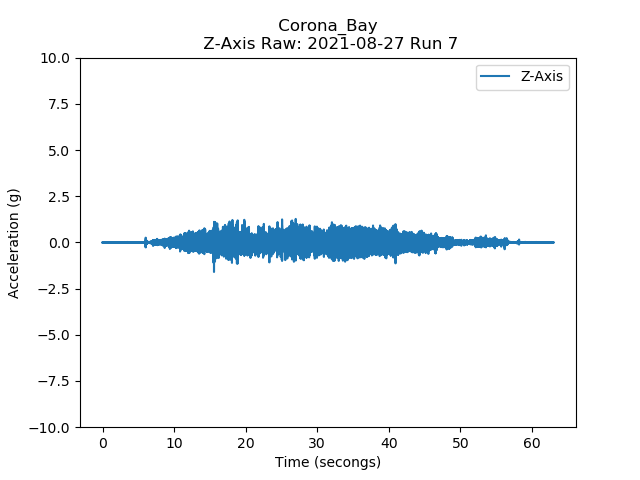 Corona_Bay
Z-Axis Raw: 2021-08-27 Run 7
Z-Axis
10.0
7.5
5.0
2.5
0.0
−2.5
−5.0
−7.5
−10.0
Acceleration (g)
0 10 20 30 40 50 60
Time (secongs)